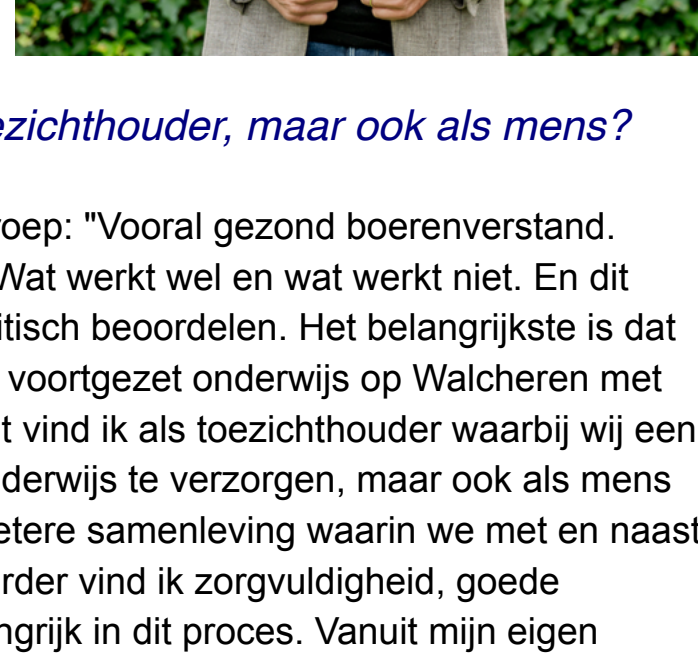 ezichthouder, maar ook als mens?
roep: "Vooral gezond boerenverstand.
Wat werkt wel en wat werkt niet. En dit
itisch beoordelen. Het belangrijkste is dat
voortgezet onderwijs op Walcheren met
t vind ik als toezichthouder waarbij wij een
derwijs te verzorgen, maar ook als mens
etere samenleving waarin we met en naast
rder vind ik zorgvuldigheid, goede
ngrijk in dit proces. Vanuit mijn eigen